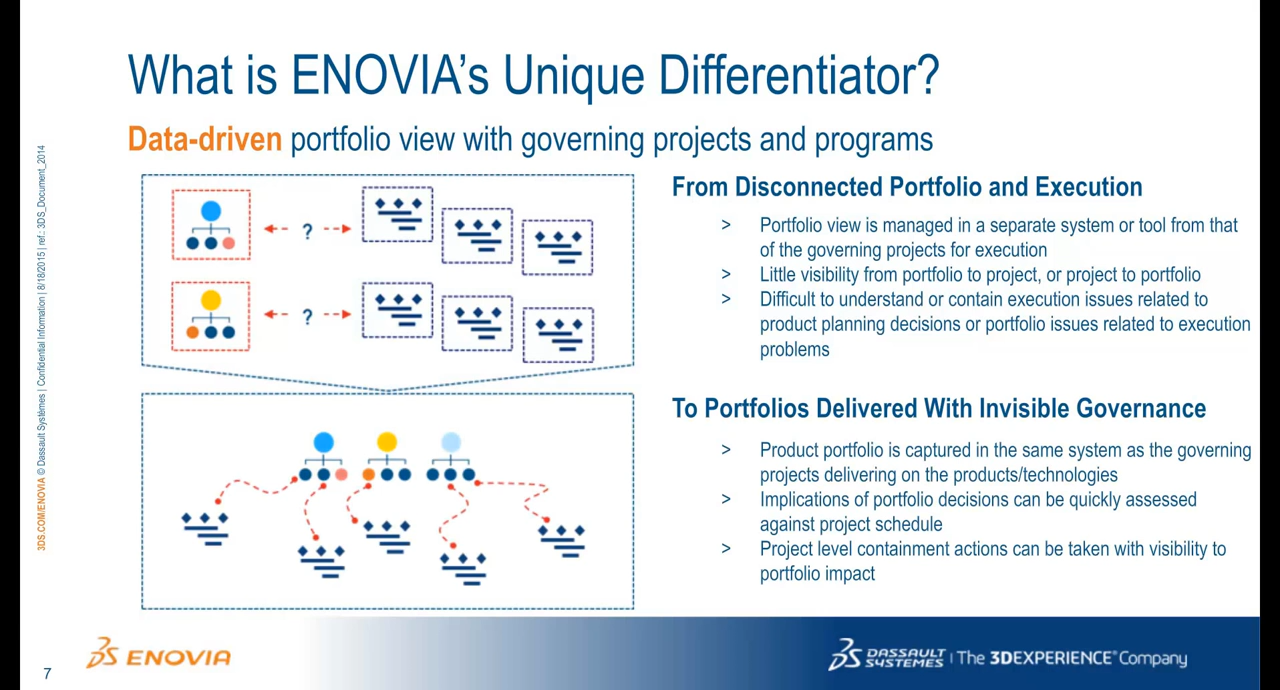 What is ENOVIA's Unique Differentiator?
Data-driven portfolio view with governing projects and programs
?
?
From Disconnected Portfolio and Execution
> Portfolio view is managed in a separate system or tool from that
of the governing projects for execution
> Little visibility from portfolio to project, or project to portfolio
> Difficult to understand or contain execution issues related to
product planning decisions or portfolio issues related to execution
problems
To Portfolios Delivered With Invisible Governance
> Product portfolio is captured in the same system as the governing
projects delivering on the products/technologies
> Implications of portfolio decisions can be quickly assessed
against project schedule
> Project level containment actions can be taken with visibility to
portfolio impact
3DS.COM/ENOVIA © Dassault Systèmes | Confidential Information | 8/18/2015 | ref.: 3DS_Document_2014
7
3DS ENOVIA
3DS DASSAULT SYSTEMES | The 3DEXPERIENCE® Company